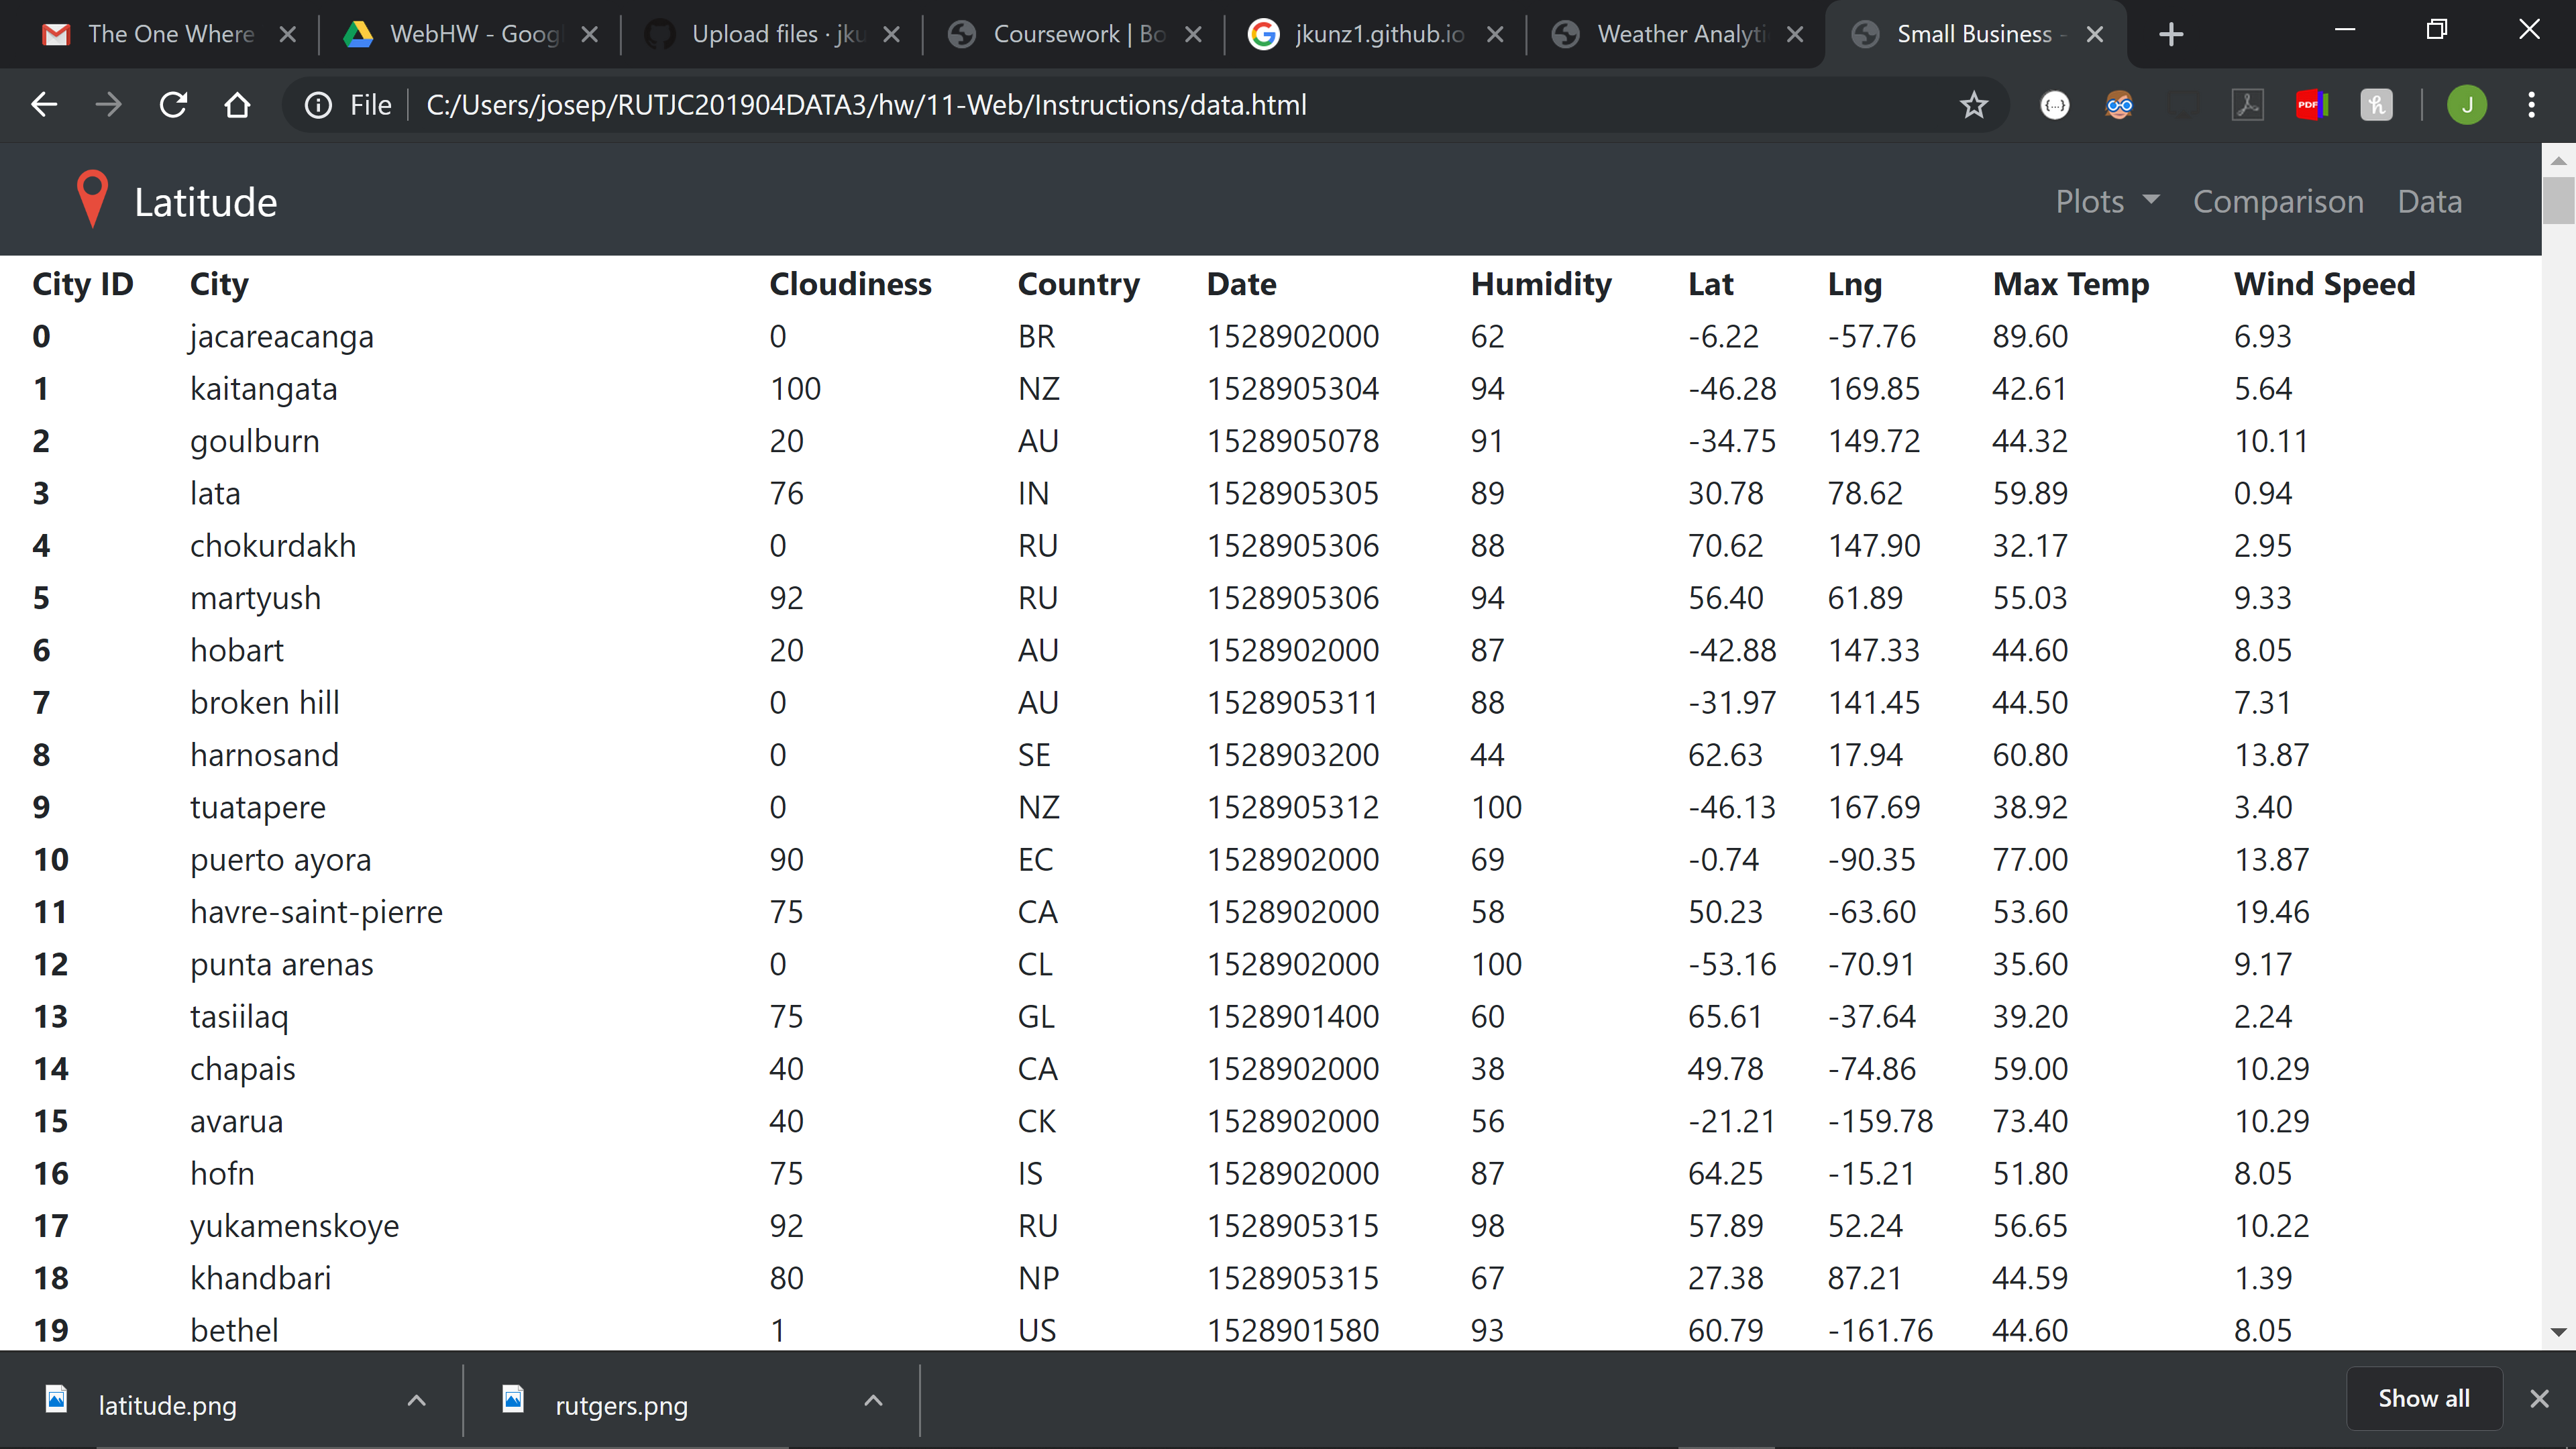 The One Where WebHW - Goog Upload files · jku Coursework | Bo jkunz1.github.io Weather Analyti Small Business -
File C:/Users/josep/RUTJC201904DATA3/hw/11-Web/Instructions/data.html J
Latitude Plots Comparison Data
City ID City Cloudiness Country Date Humidity Lat Lng Max Temp Wind Speed
0 jacareacanga 0 BR 1528902000 62 -6.22 -57.76 89.60 6.93
1 kaitangata 100 NZ 1528905304 94 -46.28 169.85 42.61 5.64
2 goulburn 20 AU 1528905078 91 -34.75 149.72 44.32 10.11
3 lata 76 IN 1528905305 89 30.78 78.62 59.89 0.94
4 chokurdakh 0 RU 1528905306 88 70.62 147.90 32.17 2.95
5 martyush 92 RU 1528905306 94 56.40 61.89 55.03 9.33
6 hobart 20 AU 1528902000 87 -42.88 147.33 44.60 8.05
7 broken hill 0 AU 1528905311 88 -31.97 141.45 44.50 7.31
8 harnosand 0 SE 1528903200 44 62.63 17.94 60.80 13.87
9 tuatapere 0 NZ 1528905312 100 -46.13 167.69 38.92 3.40
10 puerto ayora 90 EC 1528902000 69 -0.74 -90.35 77.00 13.87
11 havre-saint-pierre 75 CA 1528902000 58 50.23 -63.60 53.60 19.46
12 punta arenas 0 CL 1528902000 100 -53.16 -70.91 35.60 9.17
13 tasiilaq 75 GL 1528901400 60 65.61 -37.64 39.20 2.24
14 chapais 40 CA 1528902000 38 49.78 -74.86 59.00 10.29
15 avarua 40 CK 1528902000 56 -21.21 -159.78 73.40 10.29
16 hofn 75 IS 1528902000 87 64.25 -15.21 51.80 8.05
17 yukamenskoye 92 RU 1528905315 98 57.89 52.24 56.65 10.22
18 khandbari 80 NP 1528905315 67 27.38 87.21 44.59 1.39
19 bethel 1 US 1528901580 93 60.79 -161.76 44.60 8.05
latitude.png rutgers.png Show all